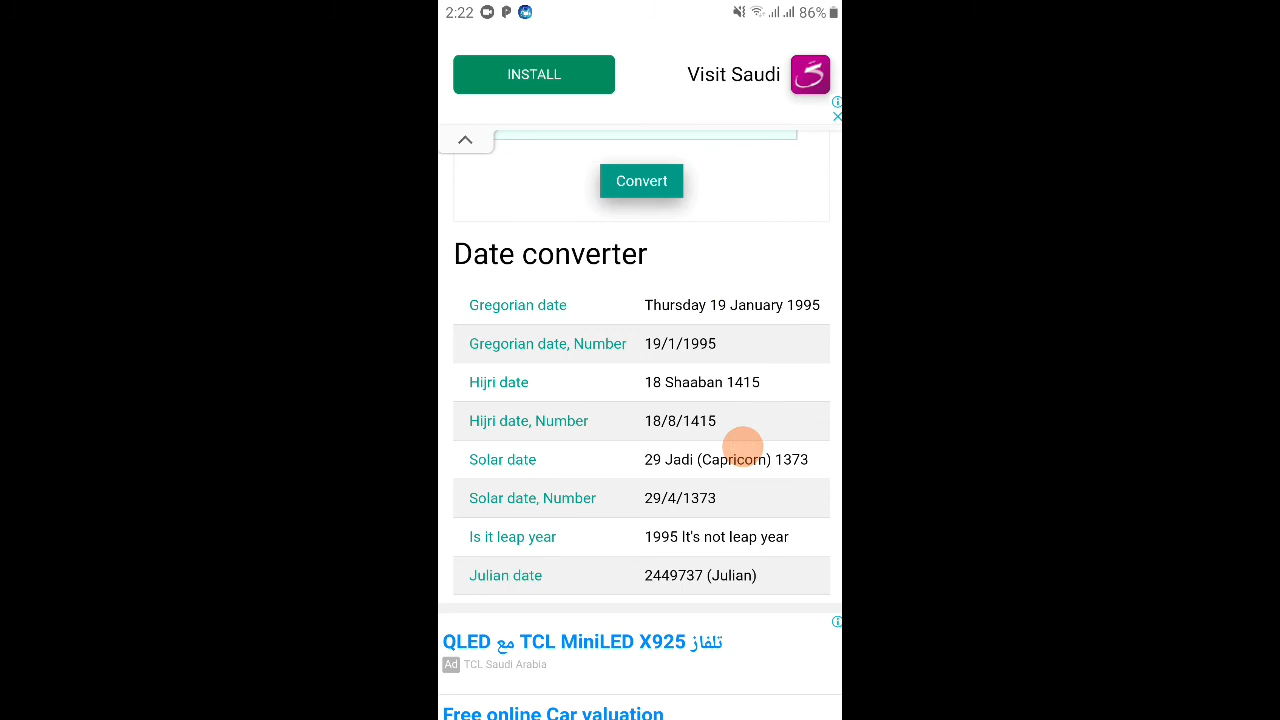 2:22 86%
INSTALL Visit Saudi
Convert
Date converter
Gregorian date Thursday 19 January 1995
Gregorian date, Number 19/1/1995
Hijri date 18 Shaaban 1415
Hijri date, Number 18/8/1415
Solar date 29 Jadi (Capricorn) 1373
Solar date, Number 29/4/1373
Is it leap year 1995 It's not leap year
Julian date 2449737 (Julian)
تلفاز TCL MiniLED X925 مع QLED
Ad TCL Saudi Arabia
Free online Car valuation